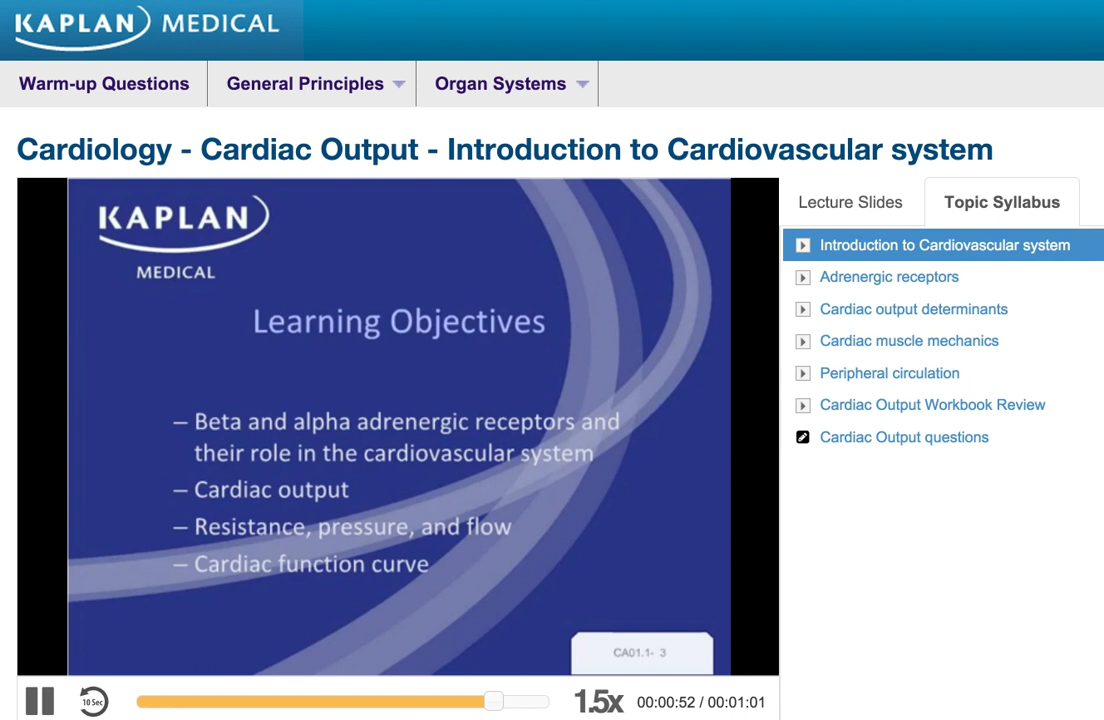 KAPLAN MEDICAL
Warm-up Questions
General Principles
Organ Systems
Cardiology - Cardiac Output - Introduction to Cardiovascular system
KAPLAN
MEDICAL
Learning Objectives
– Beta and alpha adrenergic receptors and
their role in the cardiovascular system
– Cardiac output
– Resistance, pressure, and flow
– Cardiac function curve
CA01.1- 3
10 Sec
1.5x
00:00:52 / 00:01:01
Lecture Slides
Topic Syllabus
Introduction to Cardiovascular system
Adrenergic receptors
Cardiac output determinants
Cardiac muscle mechanics
Peripheral circulation
Cardiac Output Workbook Review
Cardiac Output questions